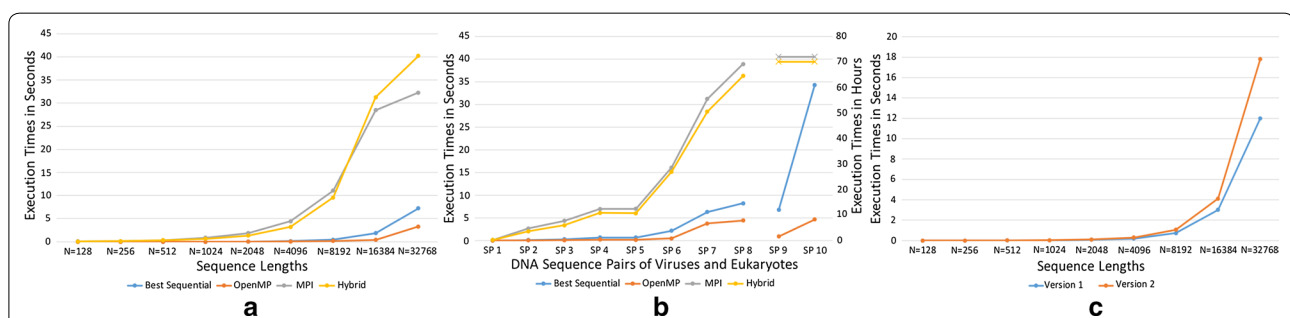 Execution Times in Seconds
45
40
35
30
25
20
15
10
5
0
N=128 N=256 N=512 N=1024 N=2048 N=4096 N=8192 N=16384 N=32768
Sequence Lengths
Best Sequential OpenMP MPI Hybrid
a
Execution Times in Seconds
45
40
35
30
25
20
15
10
5
0
SP 1 SP 2 SP 3 SP 4 SP 5 SP 6 SP 7 SP 8 SP 9 SP 10
80
70
60
50
40
30
20
10
0
Execution Times in Hours
DNA Sequence Pairs of Viruses and Eukaryotes
Best Sequential OpenMP MPI Hybrid
b
Execution Times in Seconds
20
18
16
14
12
10
8
6
4
2
0
N=128 N=256 N=512 N=1024 N=2048 N=4096 N=8192 N=16384 N=32768
Sequence Lengths
Version 1 Version 2
c